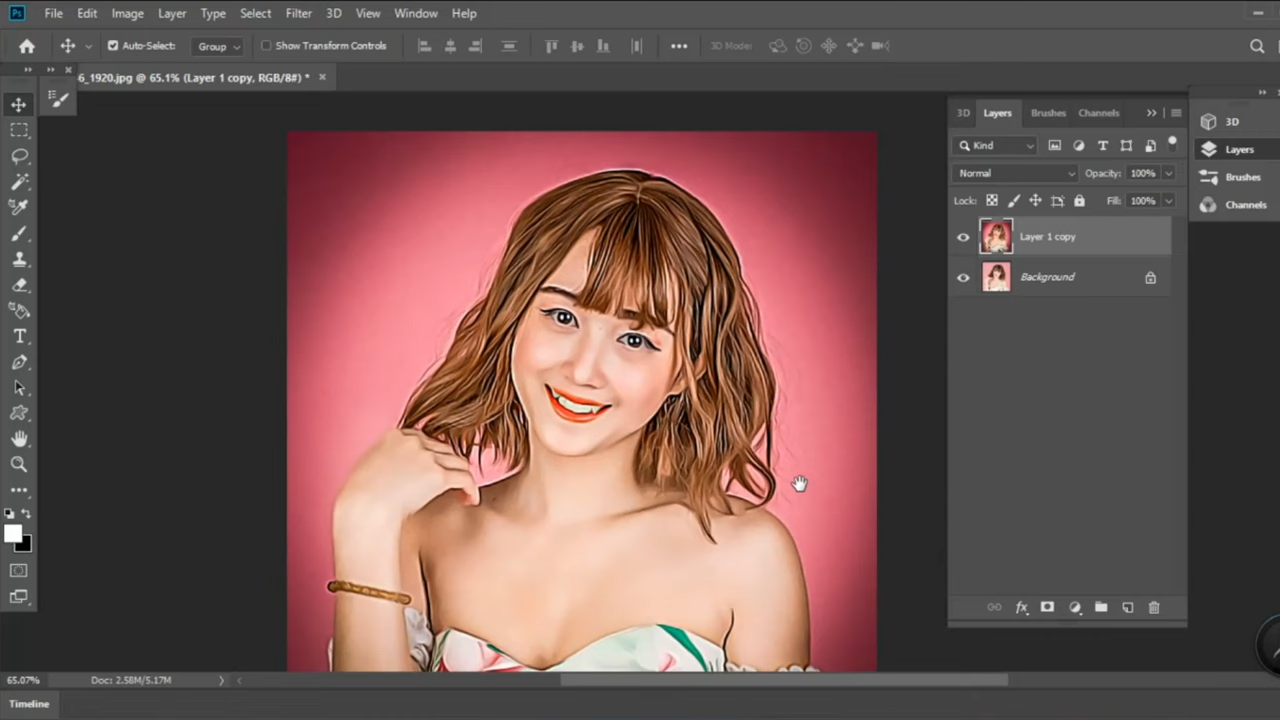 Ps File Edit Image Layer Type Select Filter 3D View Window Help
Auto-Select: Group Show Transform Controls 3D Mode:
6_1920.jpg @ 65.1% (Layer 1 copy, RGB/8#) * ×
3D Layers Brushes Channels
Kind
Normal Opacity: 100%
Lock: Fill: 100%
Layer 1 copy
Background
3D
Layers
Brushes
Channels
65.07% Doc: 2.58M/5.17M
Timeline